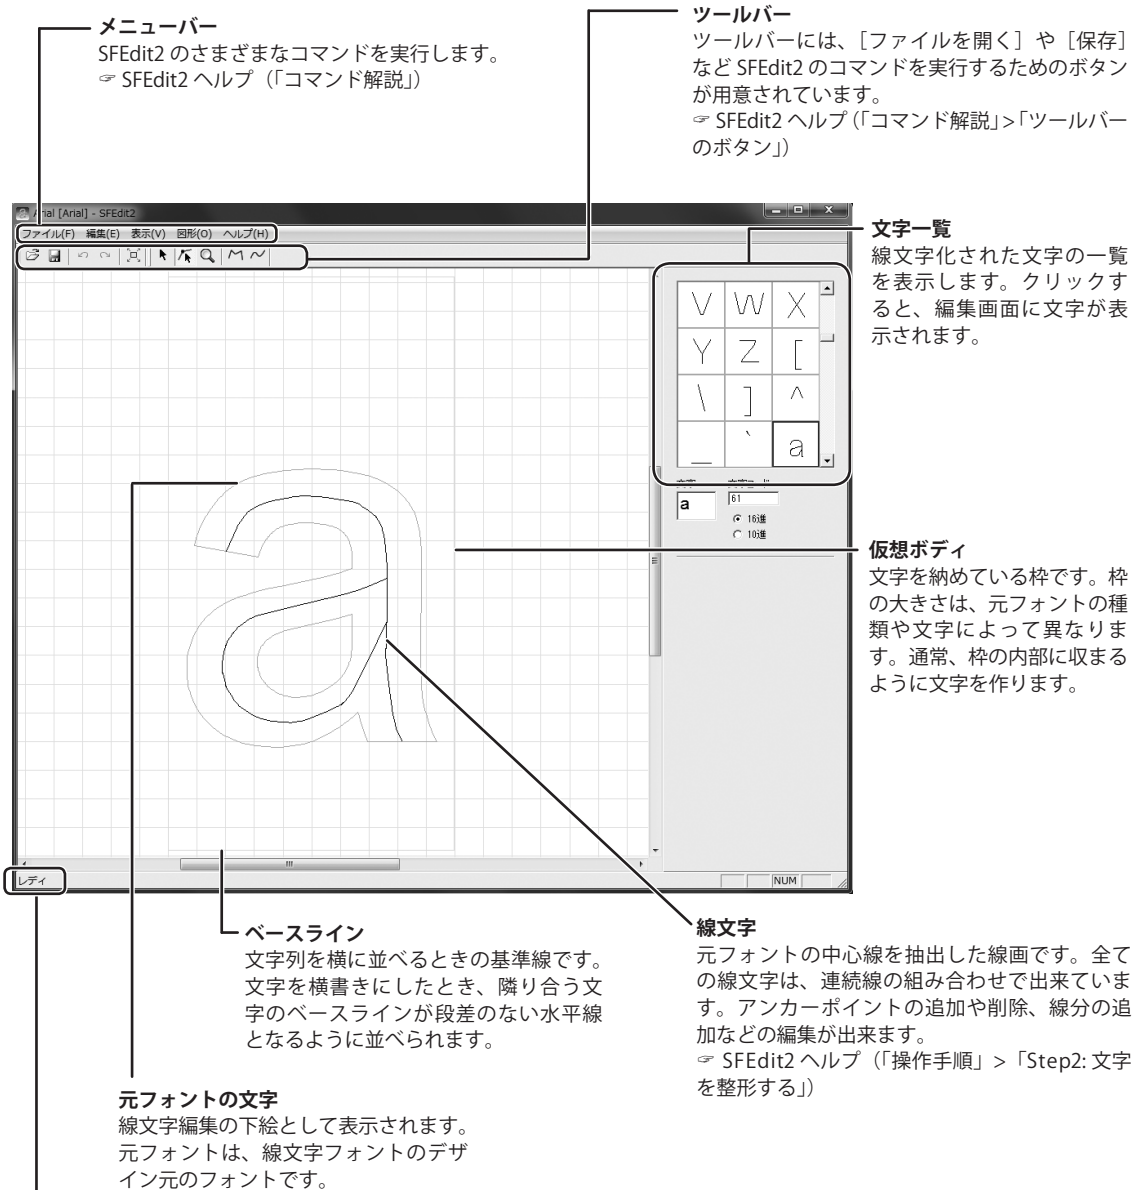 メニューバー
SFEdit2 のさまざまなコマンドを実行します。
☞ SFEdit2 ヘルプ（「コマンド解説」）
ツールバー
ツールバーには、［ファイルを開く］や［保存］
など SFEdit2 のコマンドを実行するためのボタン
が用意されています。
☞ SFEdit2 ヘルプ（「コマンド解説」>「ツールバー
のボタン」）
Arial [Arial] - SFEdit2
ファイル(F) 編集(E) 表示(V) 図形(O) ヘルプ(H)
文字一覧
線文字化された文字の一覧
を表示します。クリックす
ると、編集画面に文字が表
示されます。
V W X
Y Z [
\ ] ^
_ ` a
a
61
16進
10進
仮想ボディ
文字を納めている枠です。枠
の大きさは、元フォントの種
類や文字によって異なりま
す。通常、枠の内部に収まる
ように文字を作ります。
レディ
NUM
ベースライン
文字列を横に並べるときの基準線です。
文字を横書きにしたとき、隣り合う文
字のベースラインが段差のない水平線
となるように並べられます。
線文字
元フォントの中心線を抽出した線画です。全て
の線文字は、連続線の組み合わせで出来ていま
す。アンカーポイントの追加や削除、線分の追
加などの編集が出来ます。
☞ SFEdit2 ヘルプ（「操作手順」>「Step2: 文字
を整形する」）
元フォントの文字
線文字編集の下絵として表示されます。
元フォントは、線文字フォントのデザ
イン元のフォントです。